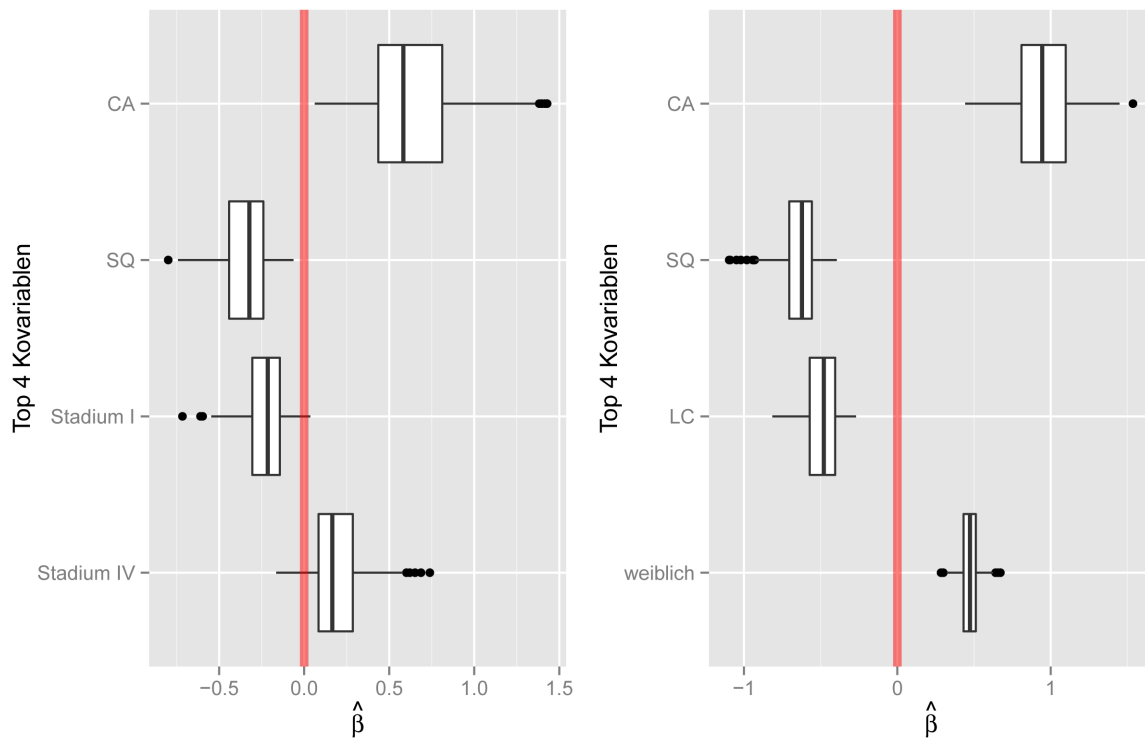 Top 4 Kovariablen
CA
SQ
Stadium I
Stadium IV
−0.5 0.0 0.5 1.0 1.5
β̂
Top 4 Kovariablen
CA
SQ
LC
weiblich
−1 0 1
β̂